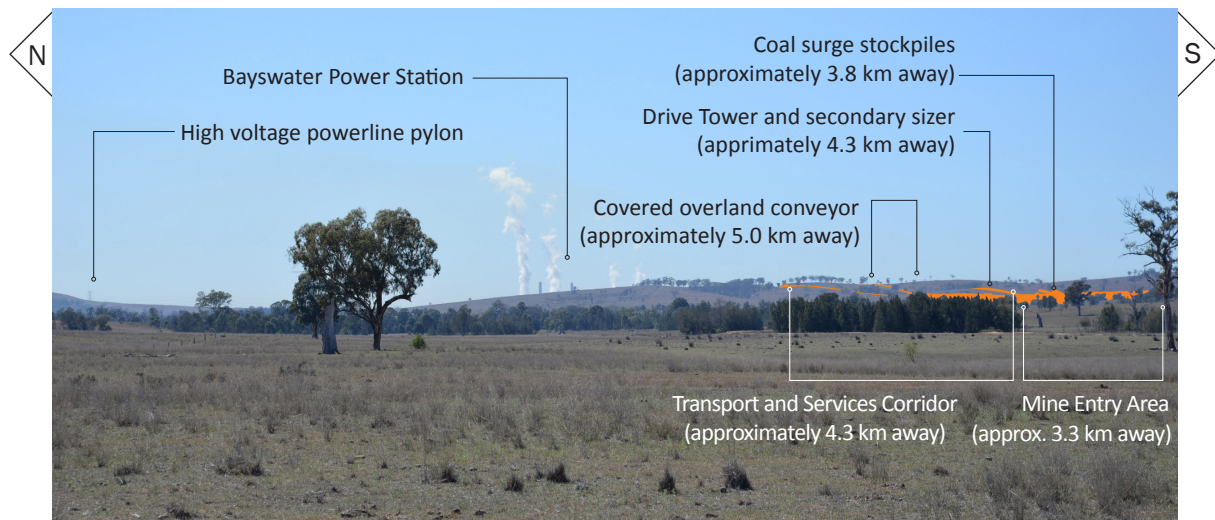 N
S
Bayswater Power Station
High voltage powerline pylon
Coal surge stockpiles
(approximately 3.8 km away)
Drive Tower and secondary sizer
(apprimately 4.3 km away)
Covered overland conveyor
(approximately 5.0 km away)
Transport and Services Corridor
(approximately 4.3 km away)
Mine Entry Area
(approx. 3.3 km away)